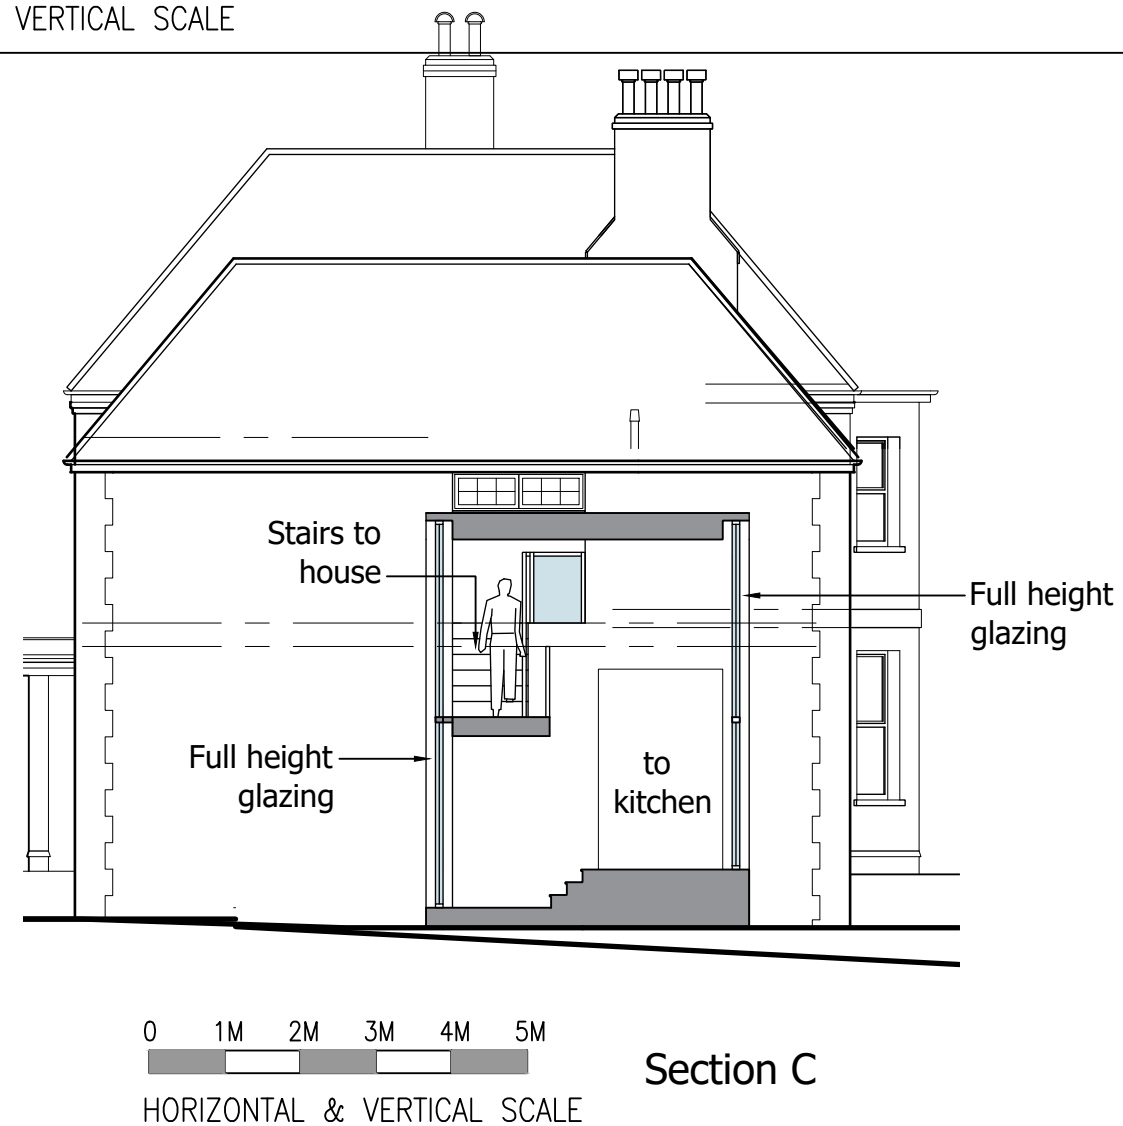 VERTICAL SCALE
Stairs to
house
Full height
glazing
Full height
glazing
to
kitchen
0 1M 2M 3M 4M 5M
HORIZONTAL & VERTICAL SCALE
Section C